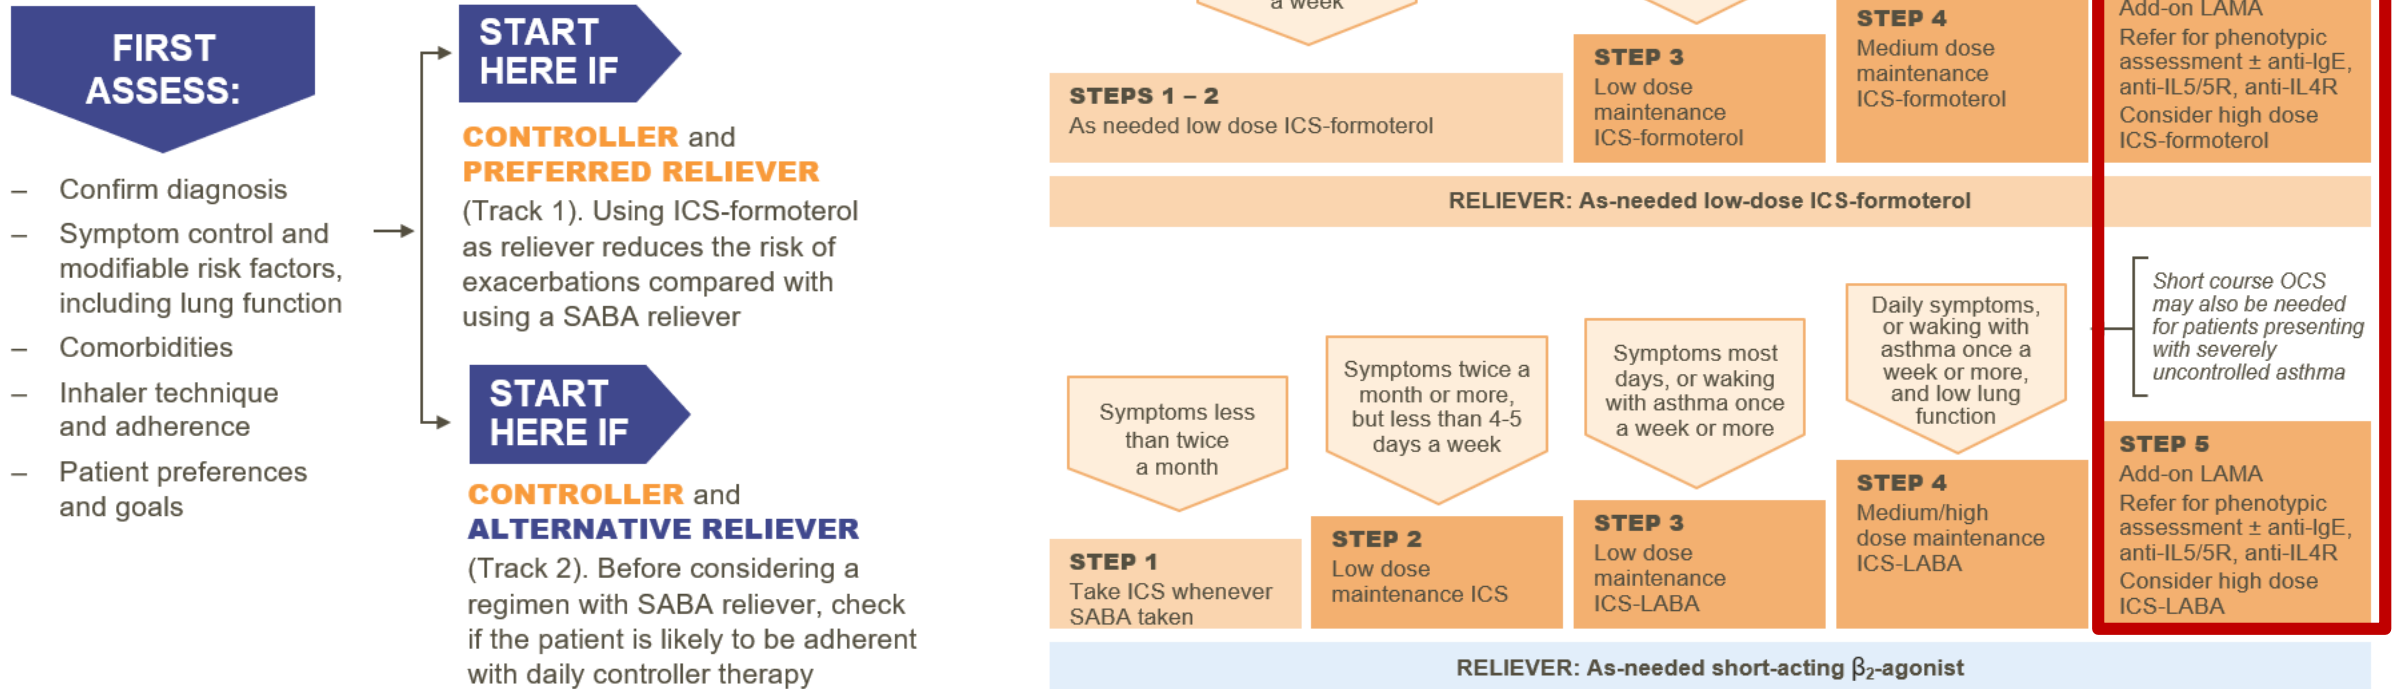 FIRST
ASSESS:
– Confirm diagnosis
– Symptom control and
modifiable risk factors,
including lung function
– Comorbidities
– Inhaler technique
and adherence
– Patient preferences
and goals
START
HERE IF
CONTROLLER and
PREFERRED RELIEVER
(Track 1). Using ICS-formoterol
as reliever reduces the risk of
exacerbations compared with
using a SABA reliever
START
HERE IF
CONTROLLER and
ALTERNATIVE RELIEVER
(Track 2). Before considering a
regimen with SABA reliever, check
if the patient is likely to be adherent
with daily controller therapy
a week
STEPS 1 – 2
As needed low dose ICS-formoterol
STEP 3
Low dose
maintenance
ICS-formoterol
STEP 4
Medium dose
maintenance
ICS-formoterol
Add-on LAMA
Refer for phenotypic
assessment ± anti-IgE,
anti-IL5/5R, anti-IL4R
Consider high dose
ICS-formoterol
RELIEVER: As-needed low-dose ICS-formoterol
Symptoms less
than twice
a month
Symptoms twice a
month or more,
but less than 4-5
days a week
Symptoms most
days, or waking
with asthma once
a week or more
Daily symptoms,
or waking with
asthma once a
week or more,
and low lung
function
Short course OCS
may also be needed
for patients presenting
with severely
uncontrolled asthma
STEP 1
Take ICS whenever
SABA taken
STEP 2
Low dose
maintenance ICS
STEP 3
Low dose
maintenance
ICS-LABA
STEP 4
Medium/high
dose maintenance
ICS-LABA
STEP 5
Add-on LAMA
Refer for phenotypic
assessment ± anti-IgE,
anti-IL5/5R, anti-IL4R
Consider high dose
ICS-LABA
RELIEVER: As-needed short-acting β₂-agonist